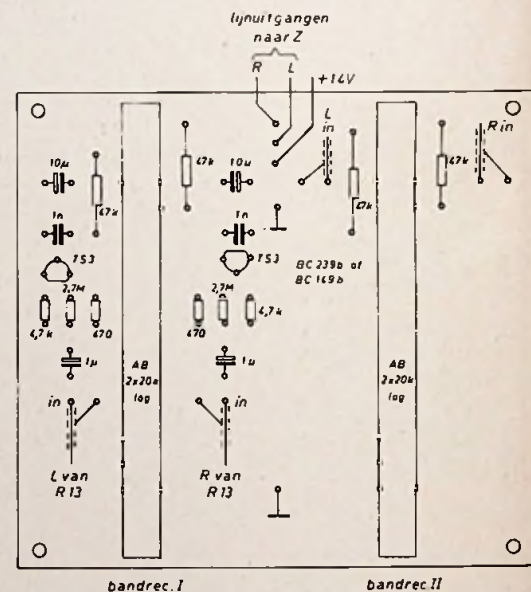 lijnuitgangen
naar Z
R L +14V
L
in
R in
10µ
47k
47k
10µ
47k
47k
1n
1n
TS3
TS3
BC 239b of
BC 149b
2,7M
2,7M
4,7k
470
470
4,7k
1µ
1µ
AB
2x20k
log
AB
2x20k
log
in
in
L van
R13
R van
R13
bandrec. I
bandrec. II